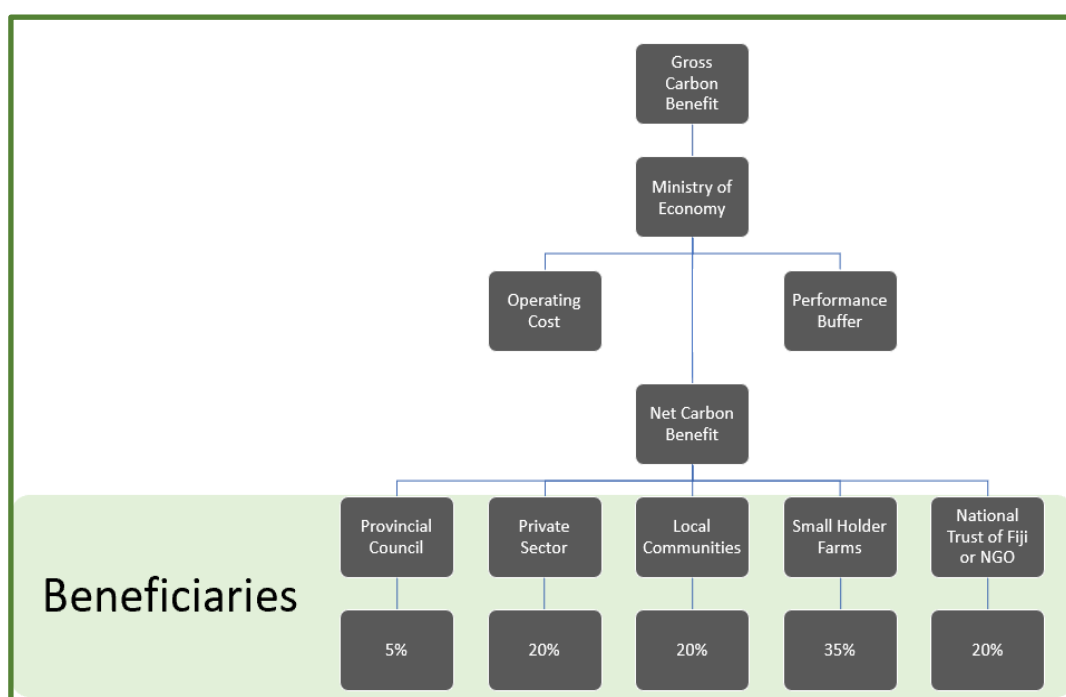 Gross
Carbon
Benefit
Ministry of
Economy
Operating
Cost
Performance
Buffer
Net Carbon
Benefit
Beneficiaries
Provincial
Council
Private
Sector
Local
Communities
Small Holder
Farms
National
Trust of Fiji
or NGO
5%
20%
20%
35%
20%